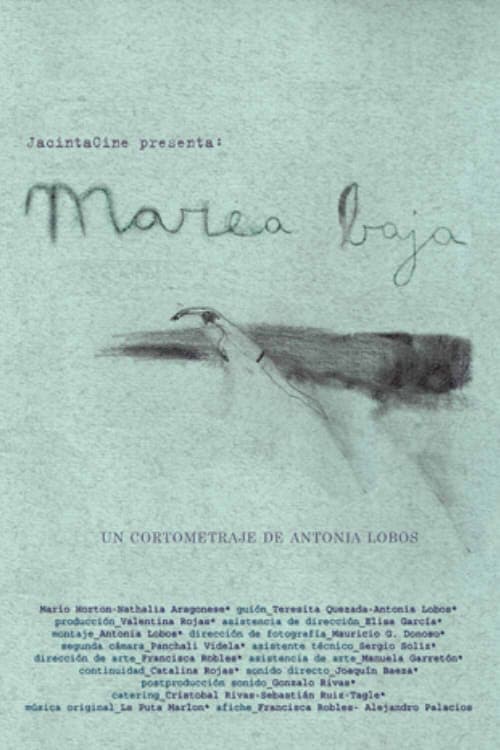 JacintaCine presenta:
Marea baja
UN CORTOMETRAJE DE ANTONIA LOBOS
Mario Horton-Nathalia Aragonese* guión_Teresita Quezada-Antonia Lobos*
producción_Valentina Rojas* asistencia de dirección_Elisa García*
montaje_Antonia Lobos* dirección de fotografía_Mauricio G. Donoso*
segunda cámara_Panchali Videla* asistente técnico_Sergio Soliz*
dirección de arte_Francisca Robles* asistencia de arte_Manuela Garretón*
continuidad_Catalina Rojas* sonido directo_Joaquín Baeza*
postproducción sonido_Gonzalo Rivas*
catering_Cristobal Rivas-Sebastián Ruiz-Tagle*
música original_La Puta Marlon* afiche_Francisca Robles- Alejandro Palacios